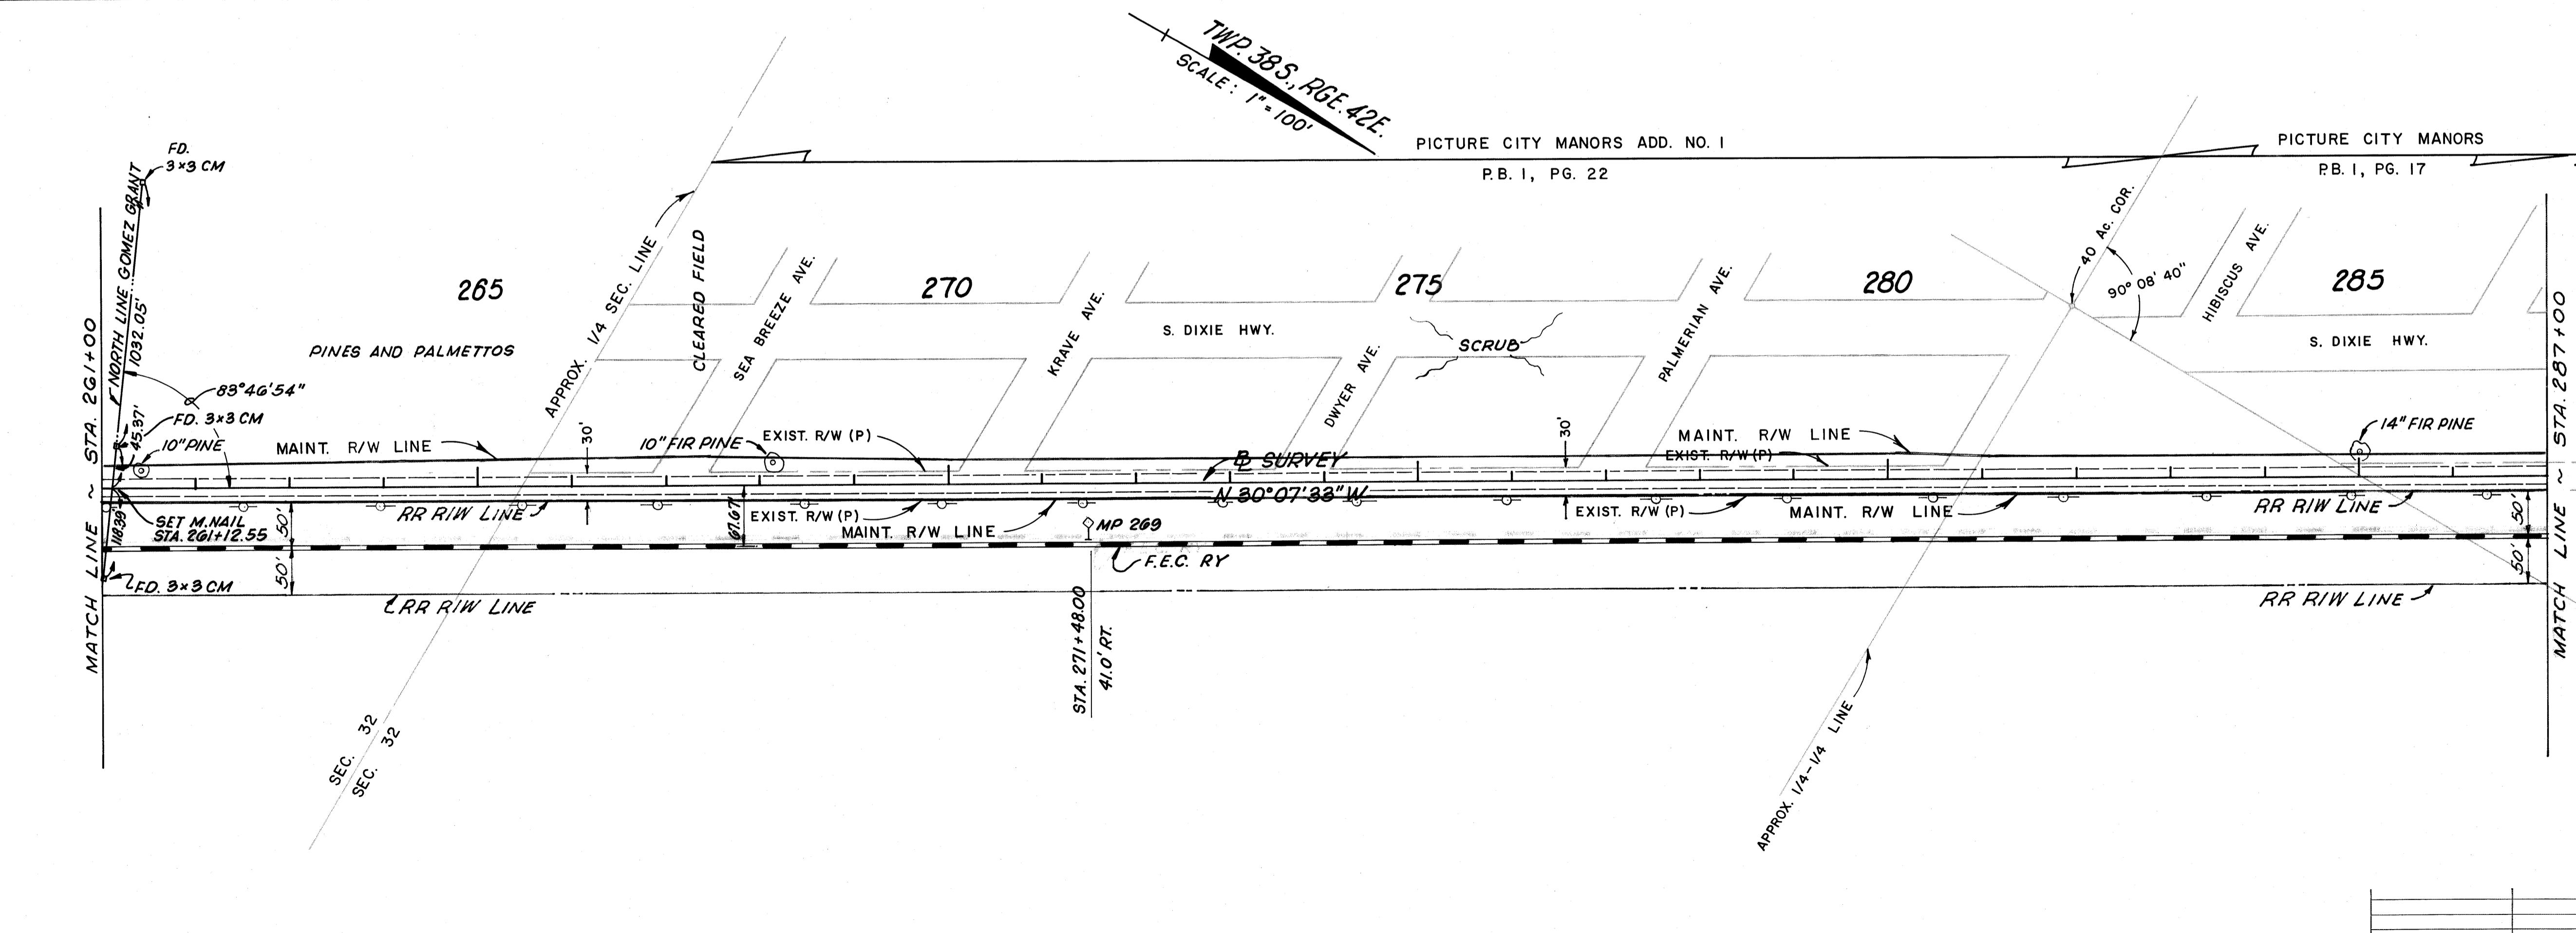 TWP. 38 S., RGE. 42E.
SCALE: 1"=100'
PICTURE CITY MANORS ADD. NO. 1
P.B. 1, PG. 22
PICTURE CITY MANORS
P.B. 1, PG. 17
FD.
3×3 CM
NORTH LINE GOMEZ GRANT
1032.05'
MATCH LINE ~ STA. 261+00
83°46'54"
FD. 3×3 CM
45.37'
10" PINE
265
PINES AND PALMETTOS
APPROX. 1/4 SEC. LINE
CLEARED FIELD
SEA BREEZE AVE.
270
KRAVE AVE.
S. DIXIE HWY.
275
DWYER AVE.
SCRUB
PALMERIAN AVE.
280
40 Ac. COR.
90° 08' 40"
HIBISCUS AVE.
285
S. DIXIE HWY.
MATCH LINE ~ STA. 287+00
MAINT. R/W LINE
30'
10" FIR PINE
EXIST. R/W (P)
BL SURVEY
N 30°07'33" W
30'
MAINT. R/W LINE
EXIST. R/W (P)
14" FIR PINE
118.39'
SET M.NAIL
STA. 261+12.55
50'
50'
RR R/W LINE
67.67'
EXIST. R/W (P)
MAINT. R/W LINE
MP 269
EXIST. R/W (P)
MAINT. R/W LINE
RR R/W LINE
50'
50'
F.E.C. RY
FD. 3×3 CM
RR R/W LINE
STA. 271+48.00
41.0' RT.
RR R/W LINE
SEC. 32
SEC. 32
APPROX. 1/4-1/4 LINE